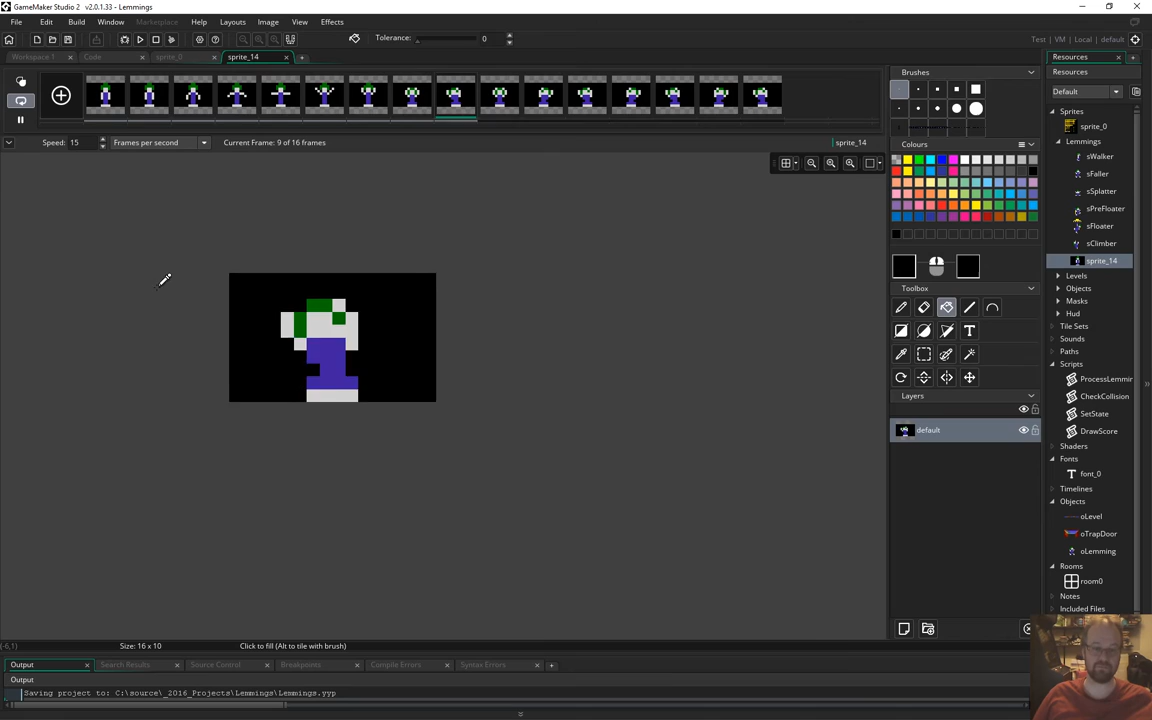 GameMaker Studio 2 v2.0.1.33 - Lemmings
File Edit Build Window Marketplace Help Layouts Image View Windows Effects
Tolerance: 0
Test | VM | Local | default
Workspace 1 Code sprite_0 sprite_14
Speed: 15 Frames per second Current Frame: 9 of 16 frames sprite_14
Brushes
Colours
Toolbox
Layers
default
Resources
Resources
Default
Sprites
sprite_0
Lemmings
sWalker
sFaller
sSplatter
sPreFloater
sFloater
sClimber
sprite_14
Levels
Objects
Masks
Hud
Tile Sets
Sounds
Paths
Scripts
ProcessLemmin
CheckCollision
SetState
DrawScore
Shaders
Fonts
font_0
Timelines
Objects
oLevel
oTrapDoor
oLemming
Rooms
room0
Notes
Included Files
(-6,1) Size: 16 x 10 Click to fill (Alt to tile with brush)
Output Search Results Source Control Breakpoints Compile Errors Syntax Errors
Output
Saving project to: C:\source\_2016_Projects\Lemmings\Lemmings.yyp